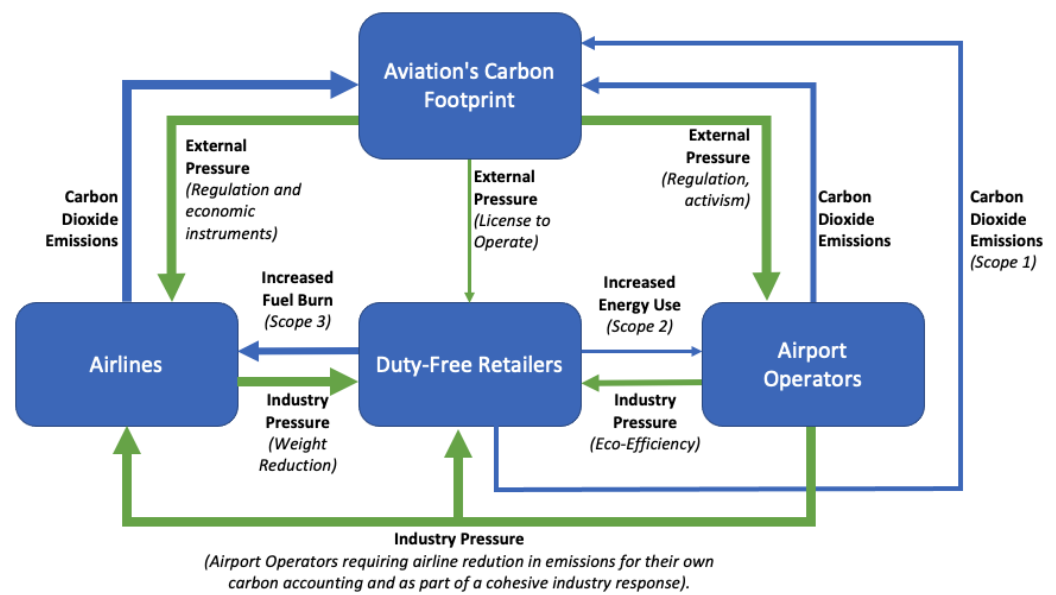 Aviation's Carbon
Footprint
External
Pressure
(Regulation and
economic
instruments)
External
Pressure
(License to
Operate)
External
Pressure
(Regulation,
activism)
Carbon
Dioxide
Emissions
Carbon
Dioxide
Emissions
Carbon
Dioxide
Emissions
(Scope 1)
Increased
Fuel Burn
(Scope 3)
Increased
Energy Use
(Scope 2)
Airlines
Duty-Free Retailers
Airport
Operators
Industry
Pressure
(Weight
Reduction)
Industry
Pressure
(Eco-Efficiency)
Industry Pressure
(Airport Operators requiring airline redution in emissions for their own
carbon accounting and as part of a cohesive industry response).